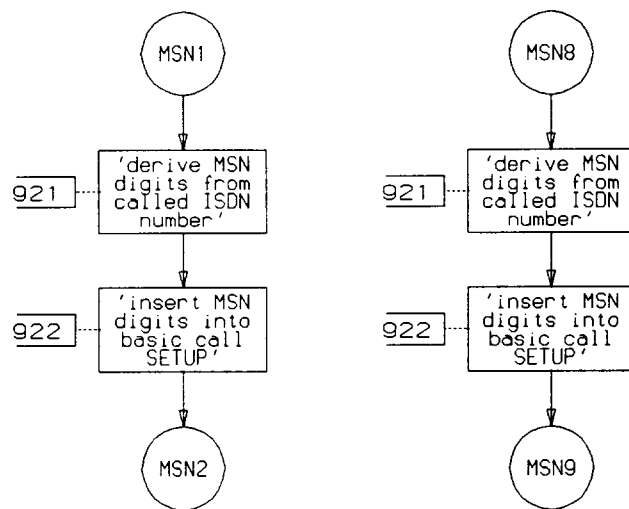 MSN1
921
'derive MSN
digits from
called ISDN
number'
922
'insert MSN
digits into
basic call
SETUP'
MSN2
MSN8
921
'derive MSN
digits from
called ISDN
number'
922
'insert MSN
digits into
basic call
SETUP'
MSN9